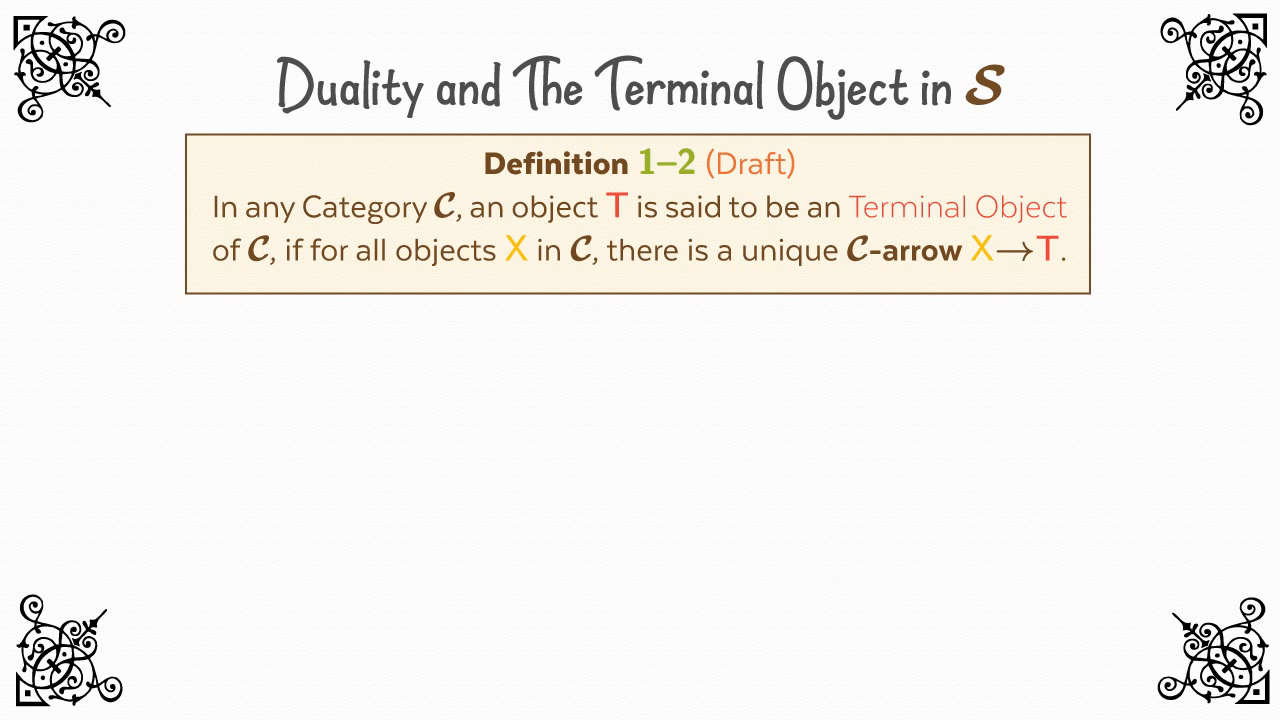 Duality and The Terminal Object in 𝓢
Definition 1–2 (Draft)
In any Category 𝓒, an object T is said to be an Terminal Object
of 𝓒, if for all objects X in 𝓒, there is a unique 𝓒-arrow X→T.